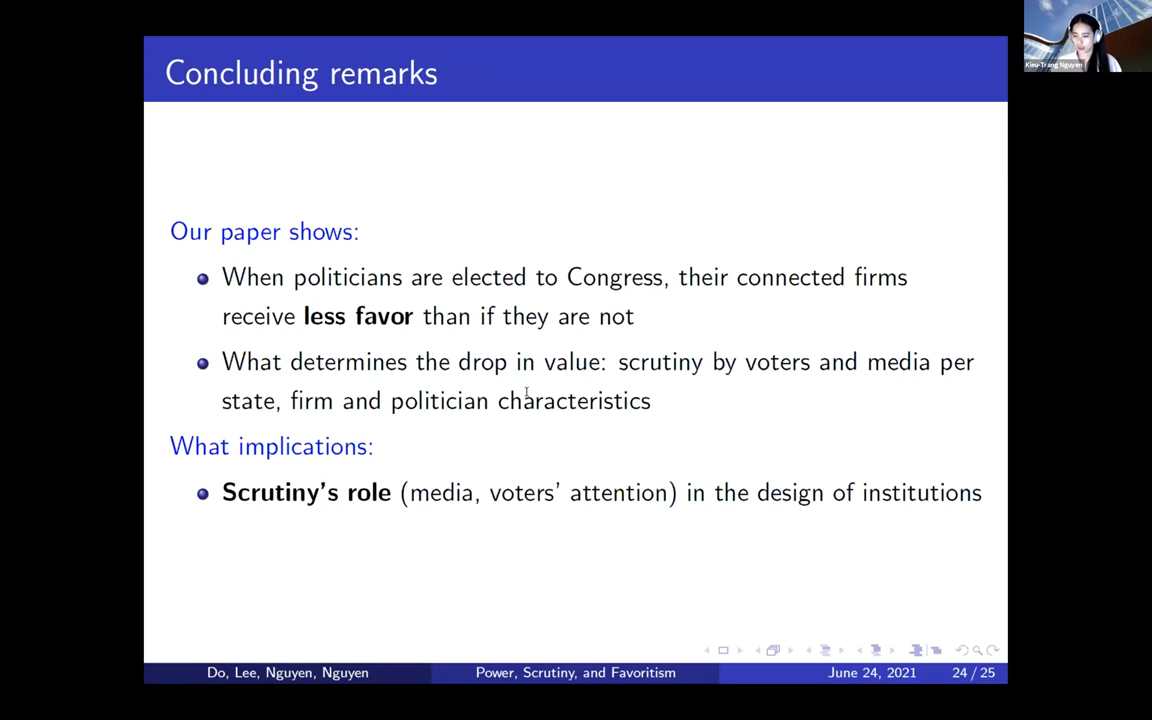 Concluding remarks
Kieu-Trang Nguyen
Our paper shows:
When politicians are elected to Congress, their connected firms
receive less favor than if they are not
What determines the drop in value: scrutiny by voters and media per
state, firm and politician characteristics
What implications:
Scrutiny's role (media, voters' attention) in the design of institutions
Do, Lee, Nguyen, Nguyen
Power, Scrutiny, and Favoritism
June 24, 2021
24 / 25